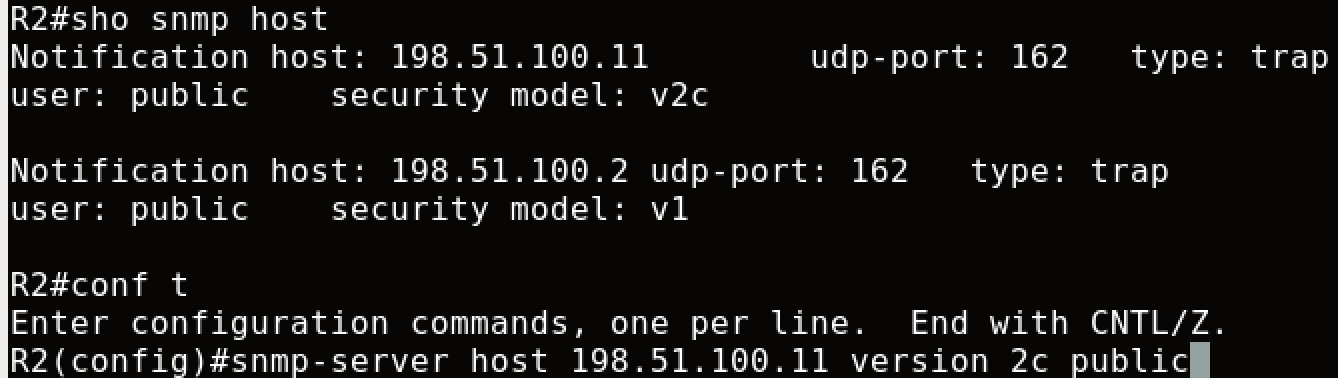 R2#sho snmp host
Notification host: 198.51.100.11        udp-port: 162   type: trap
user: public    security model: v2c
Notification host: 198.51.100.2 udp-port: 162   type: trap
user: public    security model: v1
R2#conf t
Enter configuration commands, one per line.  End with CNTL/Z.
R2(config)#snmp-server host 198.51.100.11 version 2c public